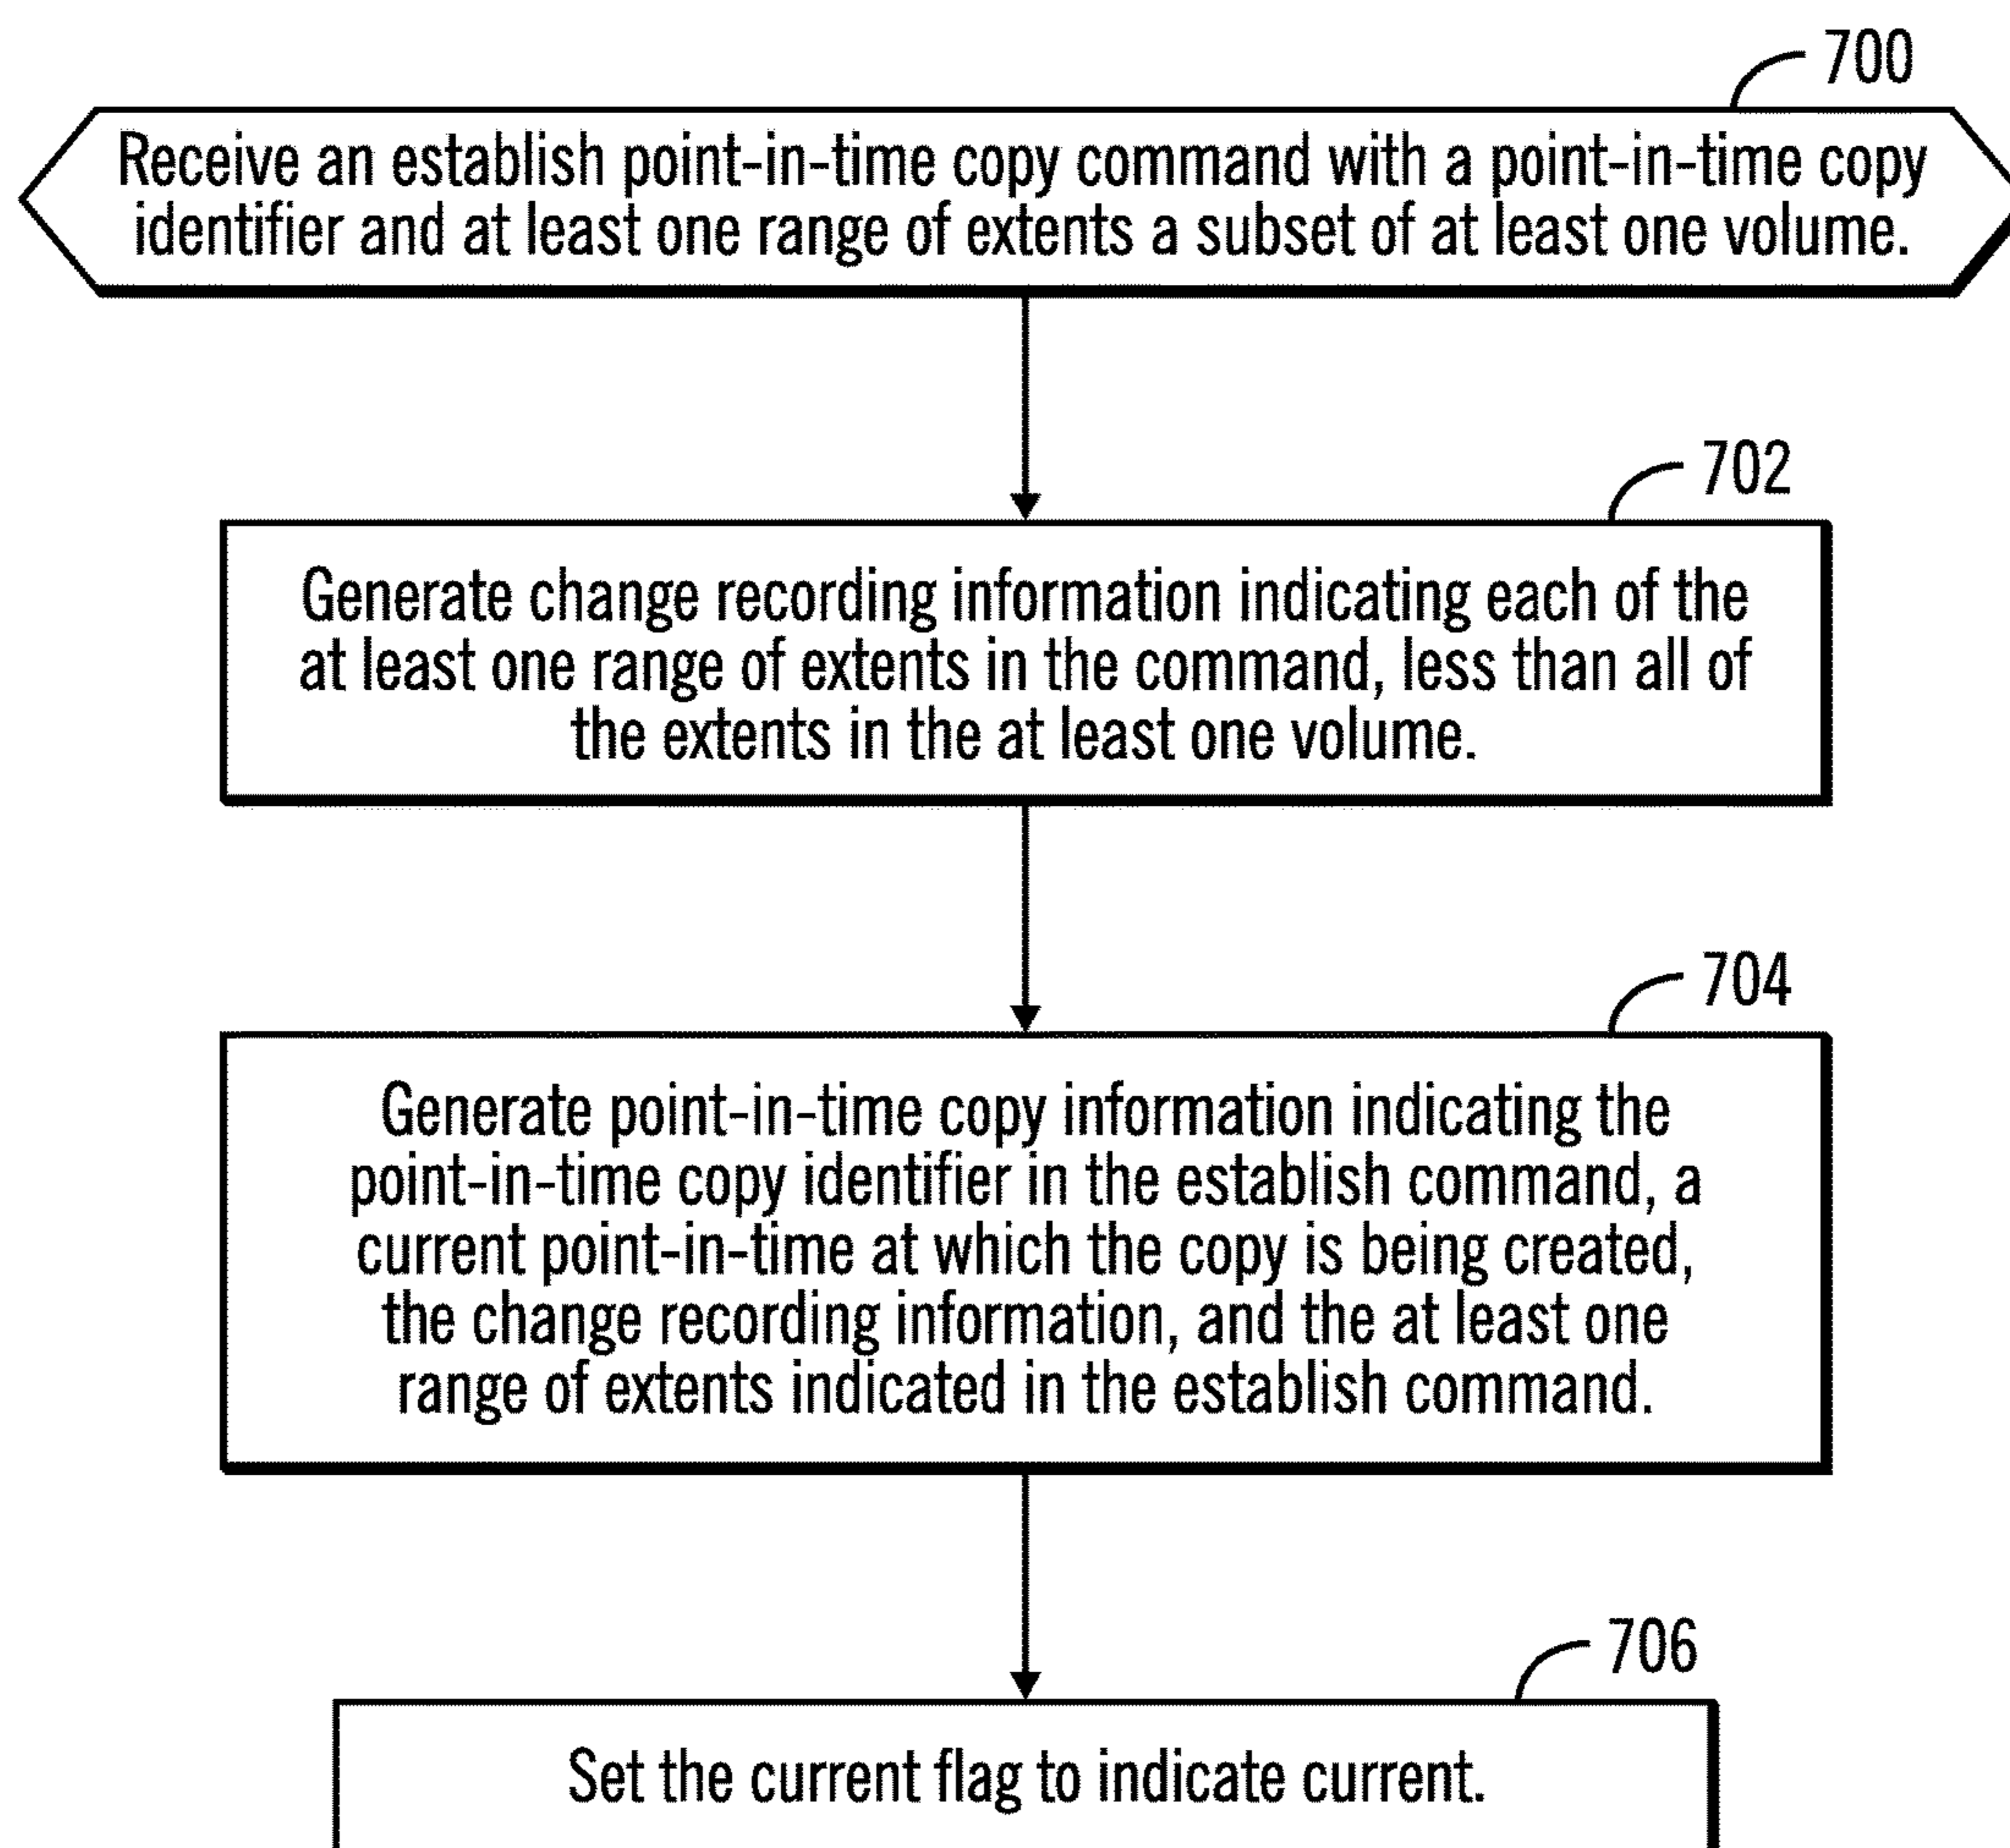 700
Receive an establish point-in-time copy command with a point-in-time copy
identifier and at least one range of extents a subset of at least one volume.
702
Generate change recording information indicating each of the
at least one range of extents in the command, less than all of
the extents in the at least one volume.
704
Generate point-in-time copy information indicating the
point-in-time copy identifier in the establish command, a
current point-in-time at which the copy is being created,
the change recording information, and the at least one
range of extents indicated in the establish command.
706
Set the current flag to indicate current.